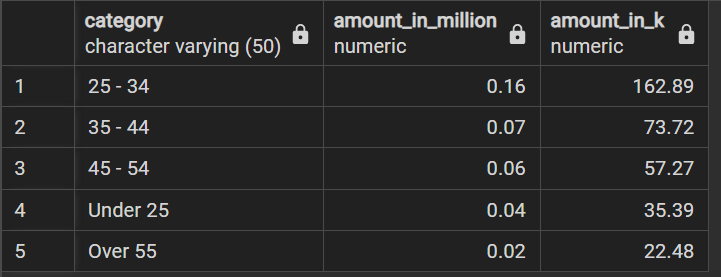 category amount_in_million amount_in_k
character varying (50) numeric numeric
1 25 - 34 0.16 162.89
2 35 - 44 0.07 73.72
3 45 - 54 0.06 57.27
4 Under 25 0.04 35.39
5 Over 55 0.02 22.48